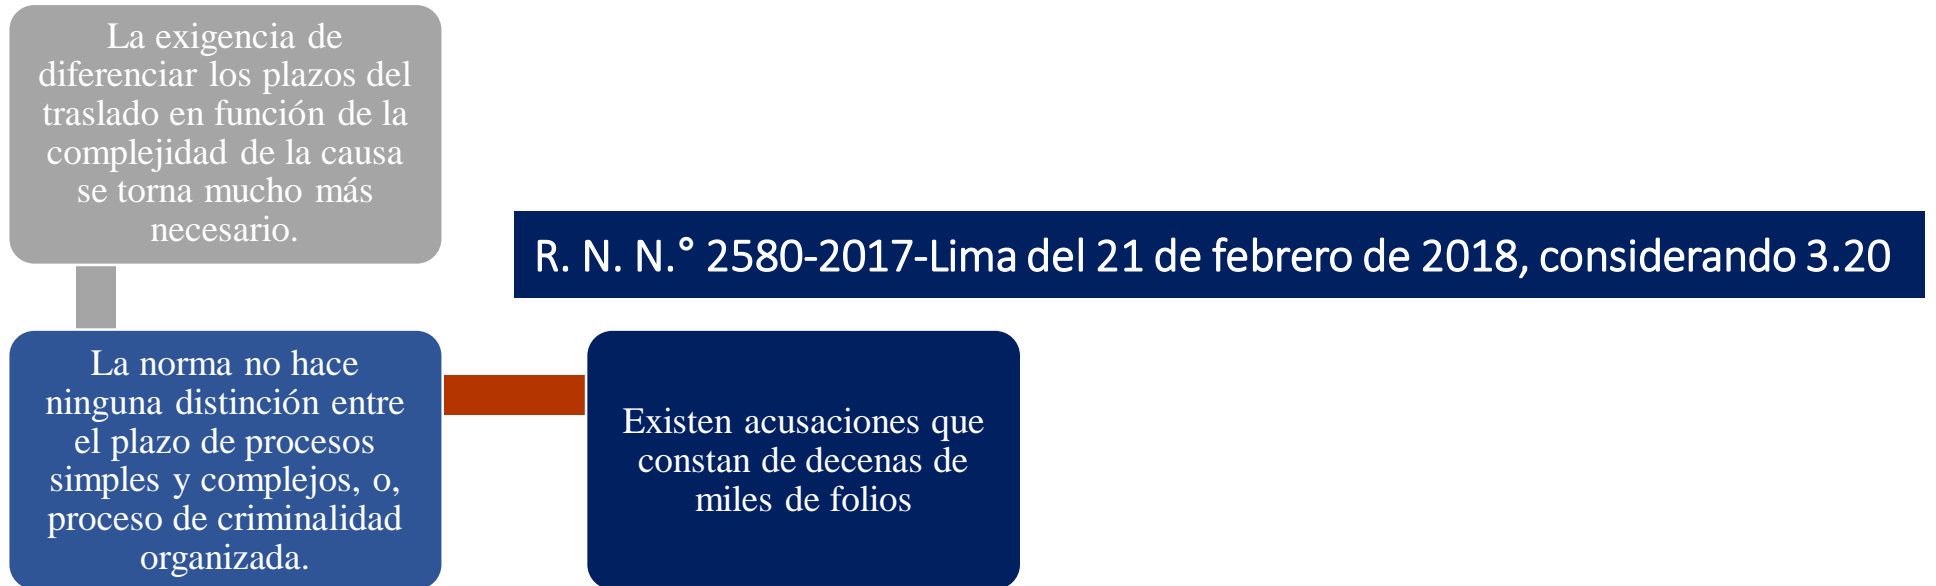 La exigencia de
diferenciar los plazos del
traslado en función de la
complejidad de la causa
se torna mucho más
necesario.
R. N. N.° 2580-2017-Lima del 21 de febrero de 2018, considerando 3.20
La norma no hace
ninguna distinción entre
el plazo de procesos
simples y complejos, o,
proceso de criminalidad
organizada.
Existen acusaciones que
constan de decenas de
miles de folios